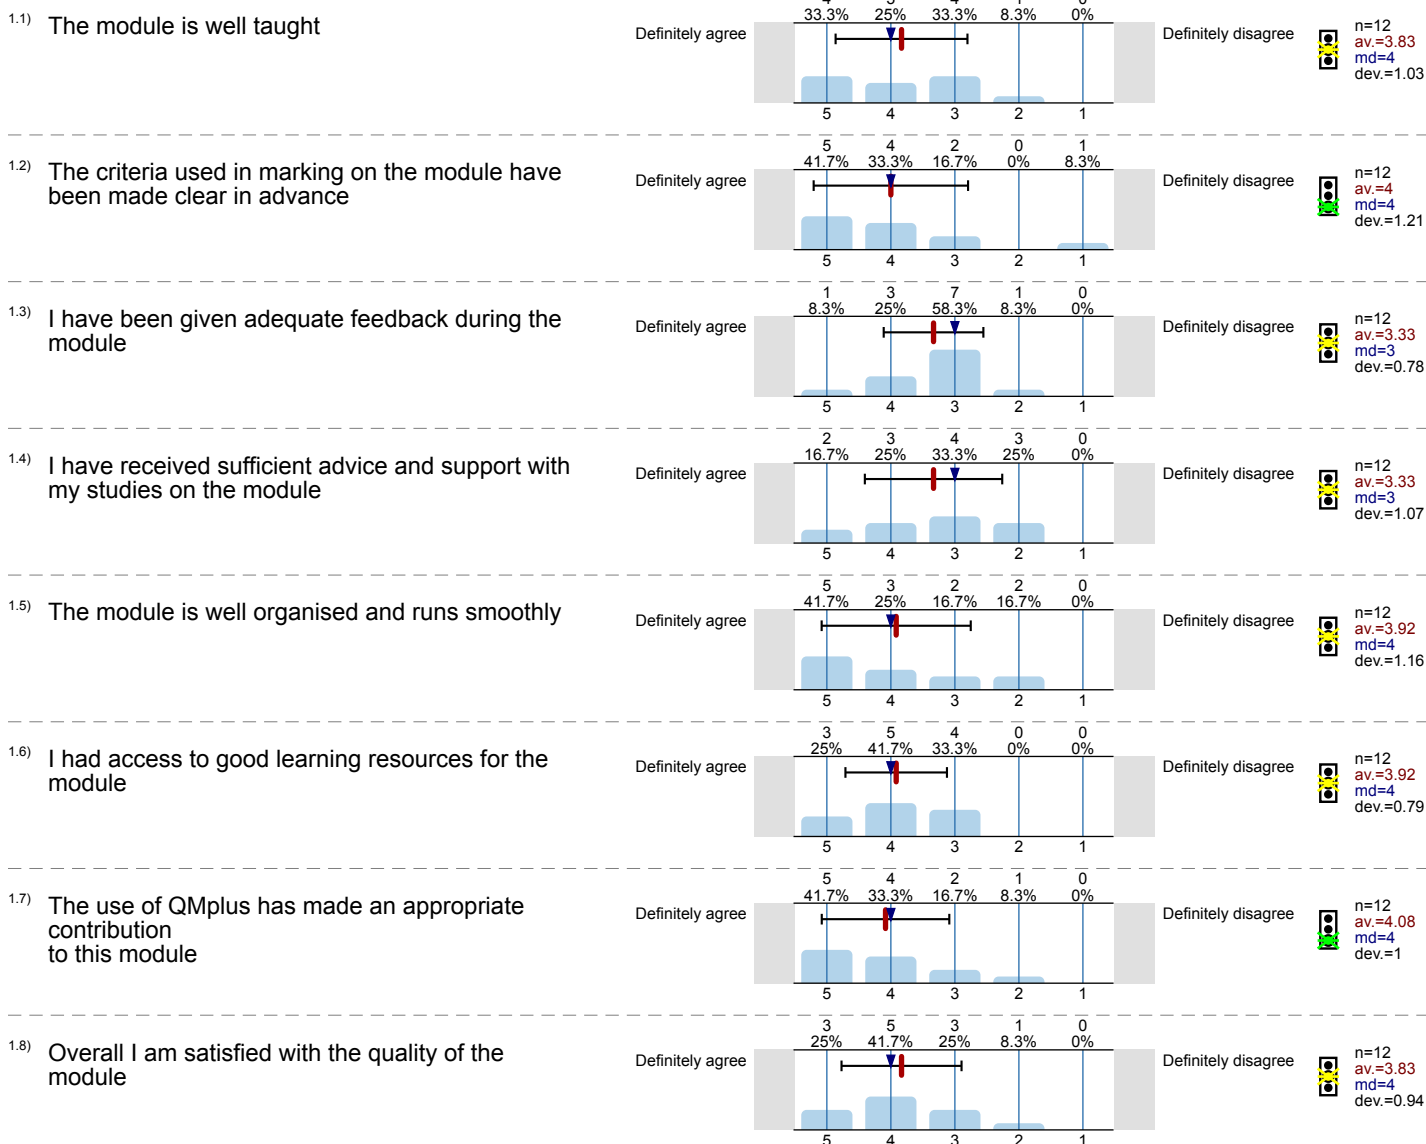 4 3 4 1 0
33.3% 25% 33.3% 8.3% 0%
1.1) The module is well taught
Definitely agree
Definitely disagree
n=12
av.=3.83
md=4
dev.=1.03
5 4 3 2 1
5 4 2 0 1
41.7% 33.3% 16.7% 0% 8.3%
1.2) The criteria used in marking on the module have
been made clear in advance
Definitely agree
Definitely disagree
n=12
av.=4
md=4
dev.=1.21
5 4 3 2 1
1 3 7 1 0
8.3% 25% 58.3% 8.3% 0%
1.3) I have been given adequate feedback during the
module
Definitely agree
Definitely disagree
n=12
av.=3.33
md=3
dev.=0.78
5 4 3 2 1
2 3 4 3 0
16.7% 25% 33.3% 25% 0%
1.4) I have received sufficient advice and support with
my studies on the module
Definitely agree
Definitely disagree
n=12
av.=3.33
md=3
dev.=1.07
5 4 3 2 1
5 3 2 2 0
41.7% 25% 16.7% 16.7% 0%
1.5) The module is well organised and runs smoothly
Definitely agree
Definitely disagree
n=12
av.=3.92
md=4
dev.=1.16
5 4 3 2 1
3 5 4 0 0
25% 41.7% 33.3% 0% 0%
1.6) I had access to good learning resources for the
module
Definitely agree
Definitely disagree
n=12
av.=3.92
md=4
dev.=0.79
5 4 3 2 1
5 4 2 1 0
41.7% 33.3% 16.7% 8.3% 0%
1.7) The use of QMplus has made an appropriate
contribution
to this module
Definitely agree
Definitely disagree
n=12
av.=4.08
md=4
dev.=1
5 4 3 2 1
3 5 3 1 0
25% 41.7% 25% 8.3% 0%
1.8) Overall I am satisfied with the quality of the
module
Definitely agree
Definitely disagree
n=12
av.=3.83
md=4
dev.=0.94
5 4 3 2 1